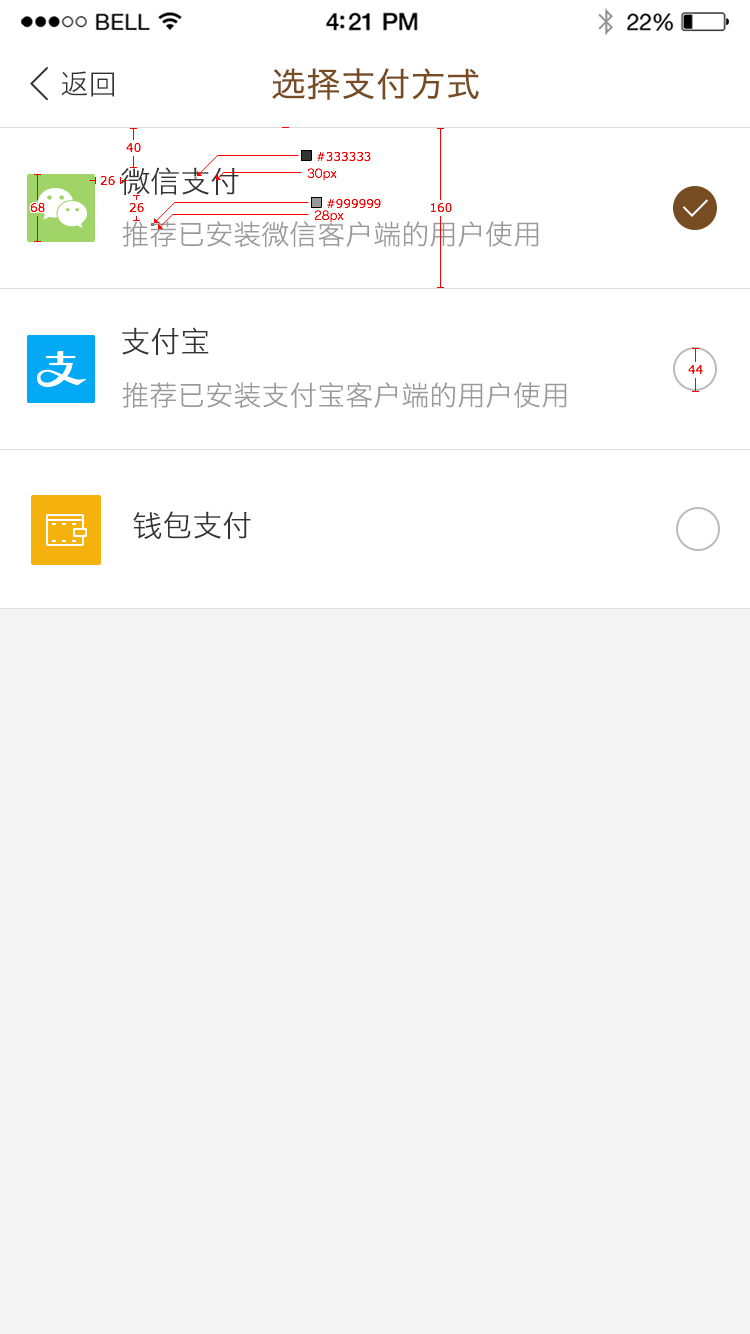 BELL 4:21 PM 22%
返回 选择支付方式
40
#333333
30px
26 微信支付
68
26
#999999
28px
160
推荐已安装微信客户端的用户使用
支付宝
支
44
推荐已安装支付宝客户端的用户使用
钱包支付